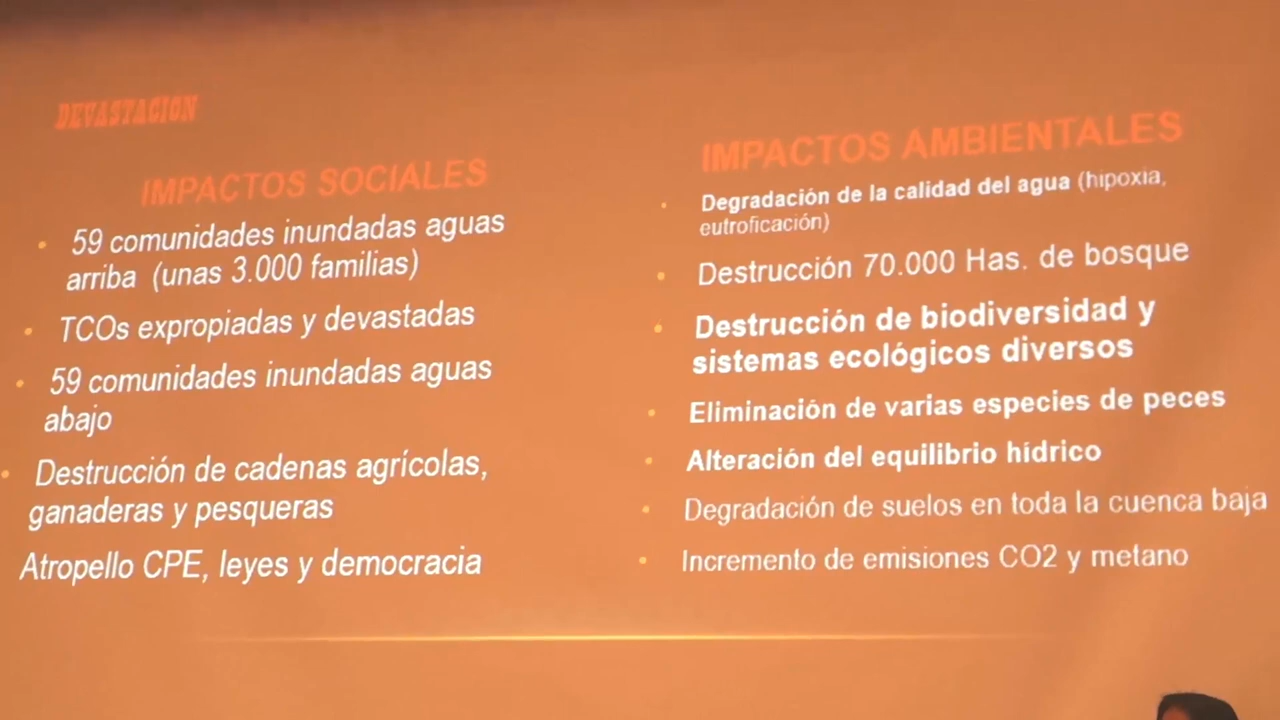 DEVASTACION
IMPACTOS SOCIALES
• 59 comunidades inundadas aguas
arriba (unas 3.000 familias)
• TCOs expropiadas y devastadas
• 59 comunidades inundadas aguas
abajo
• Destrucción de cadenas agrícolas,
ganaderas y pesqueras
Atropello CPE, leyes y democracia
IMPACTOS AMBIENTALES
• Degradación de la calidad del agua (hipoxia,
eutroficación)
• Destrucción 70.000 Has. de bosque
• Destrucción de biodiversidad y
sistemas ecológicos diversos
• Eliminación de varias especies de peces
• Alteración del equilibrio hídrico
• Degradación de suelos en toda la cuenca baja
• Incremento de emisiones CO2 y metano